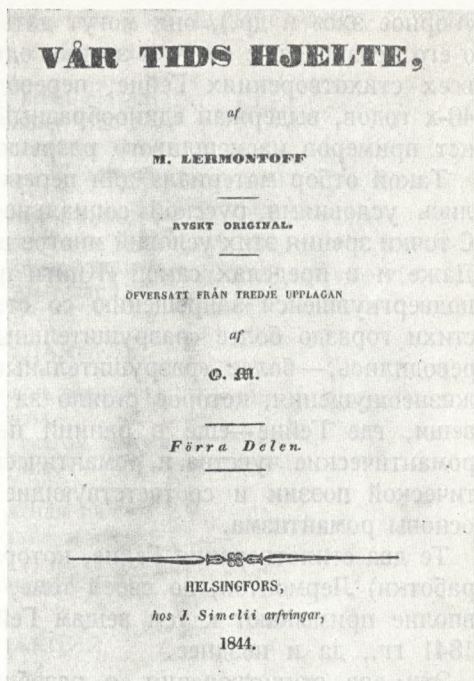 VÅR TIDS HJELTE,
af
M. LERMONTOFF
RYSKT ORIGINAL.
ÖFVERSATT FRÅN TREDJE UPPLAGAN
af
O. M.
Förra Delen.
HELSINGFORS,
hos J. Simelii arfvingar,
1844.